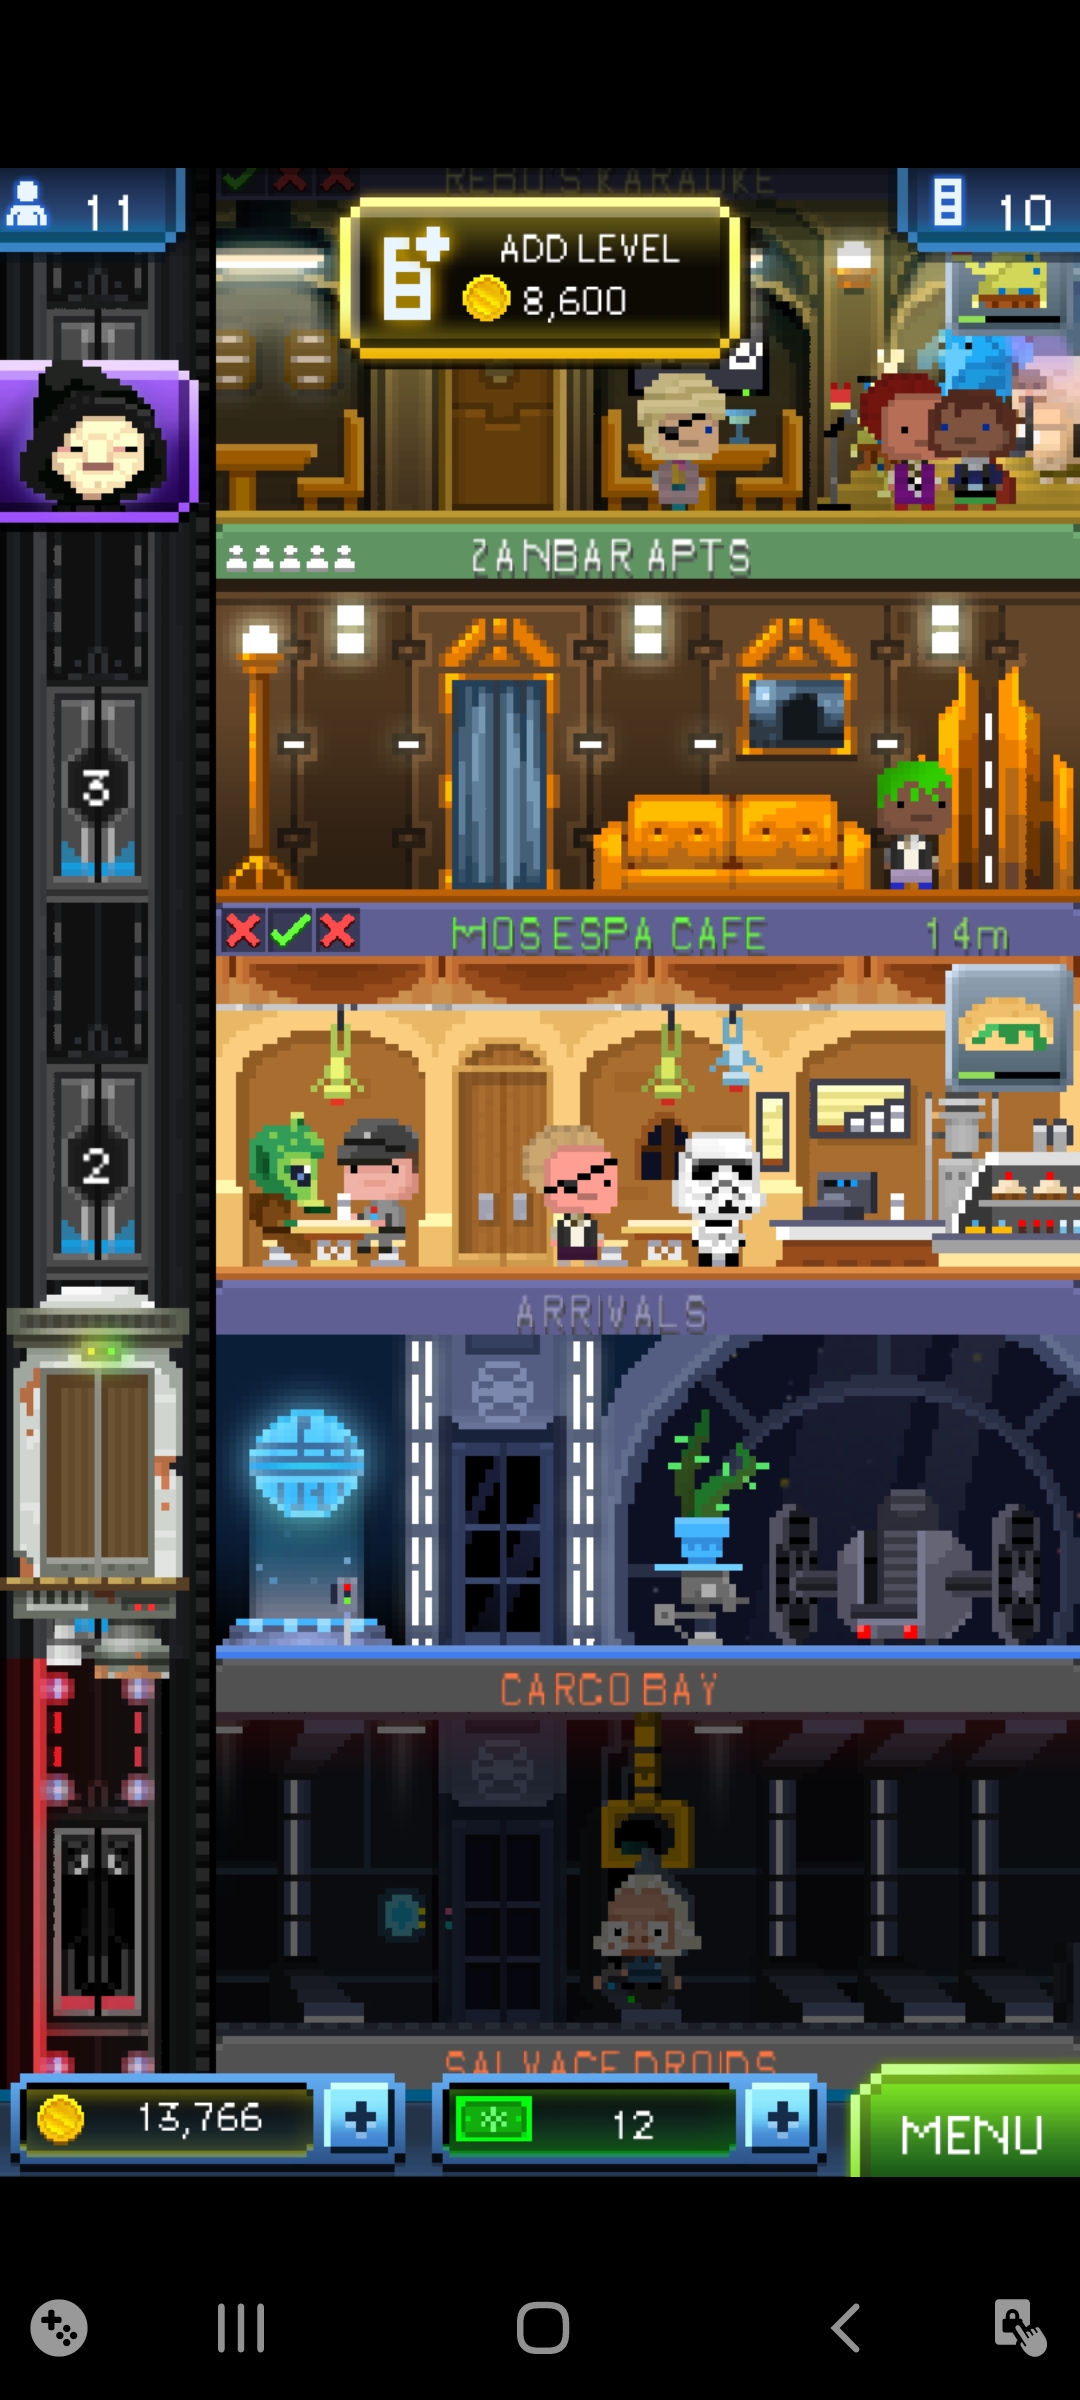 11
REBO'S KARAOKE
10
ADD LEVEL
8,600
ZANBAR APTS
3
MOS ESPA CAFE
14m
2
ARRIVALS
CARGO BAY
SALVAGE DROIDS
13,766
12
MENU